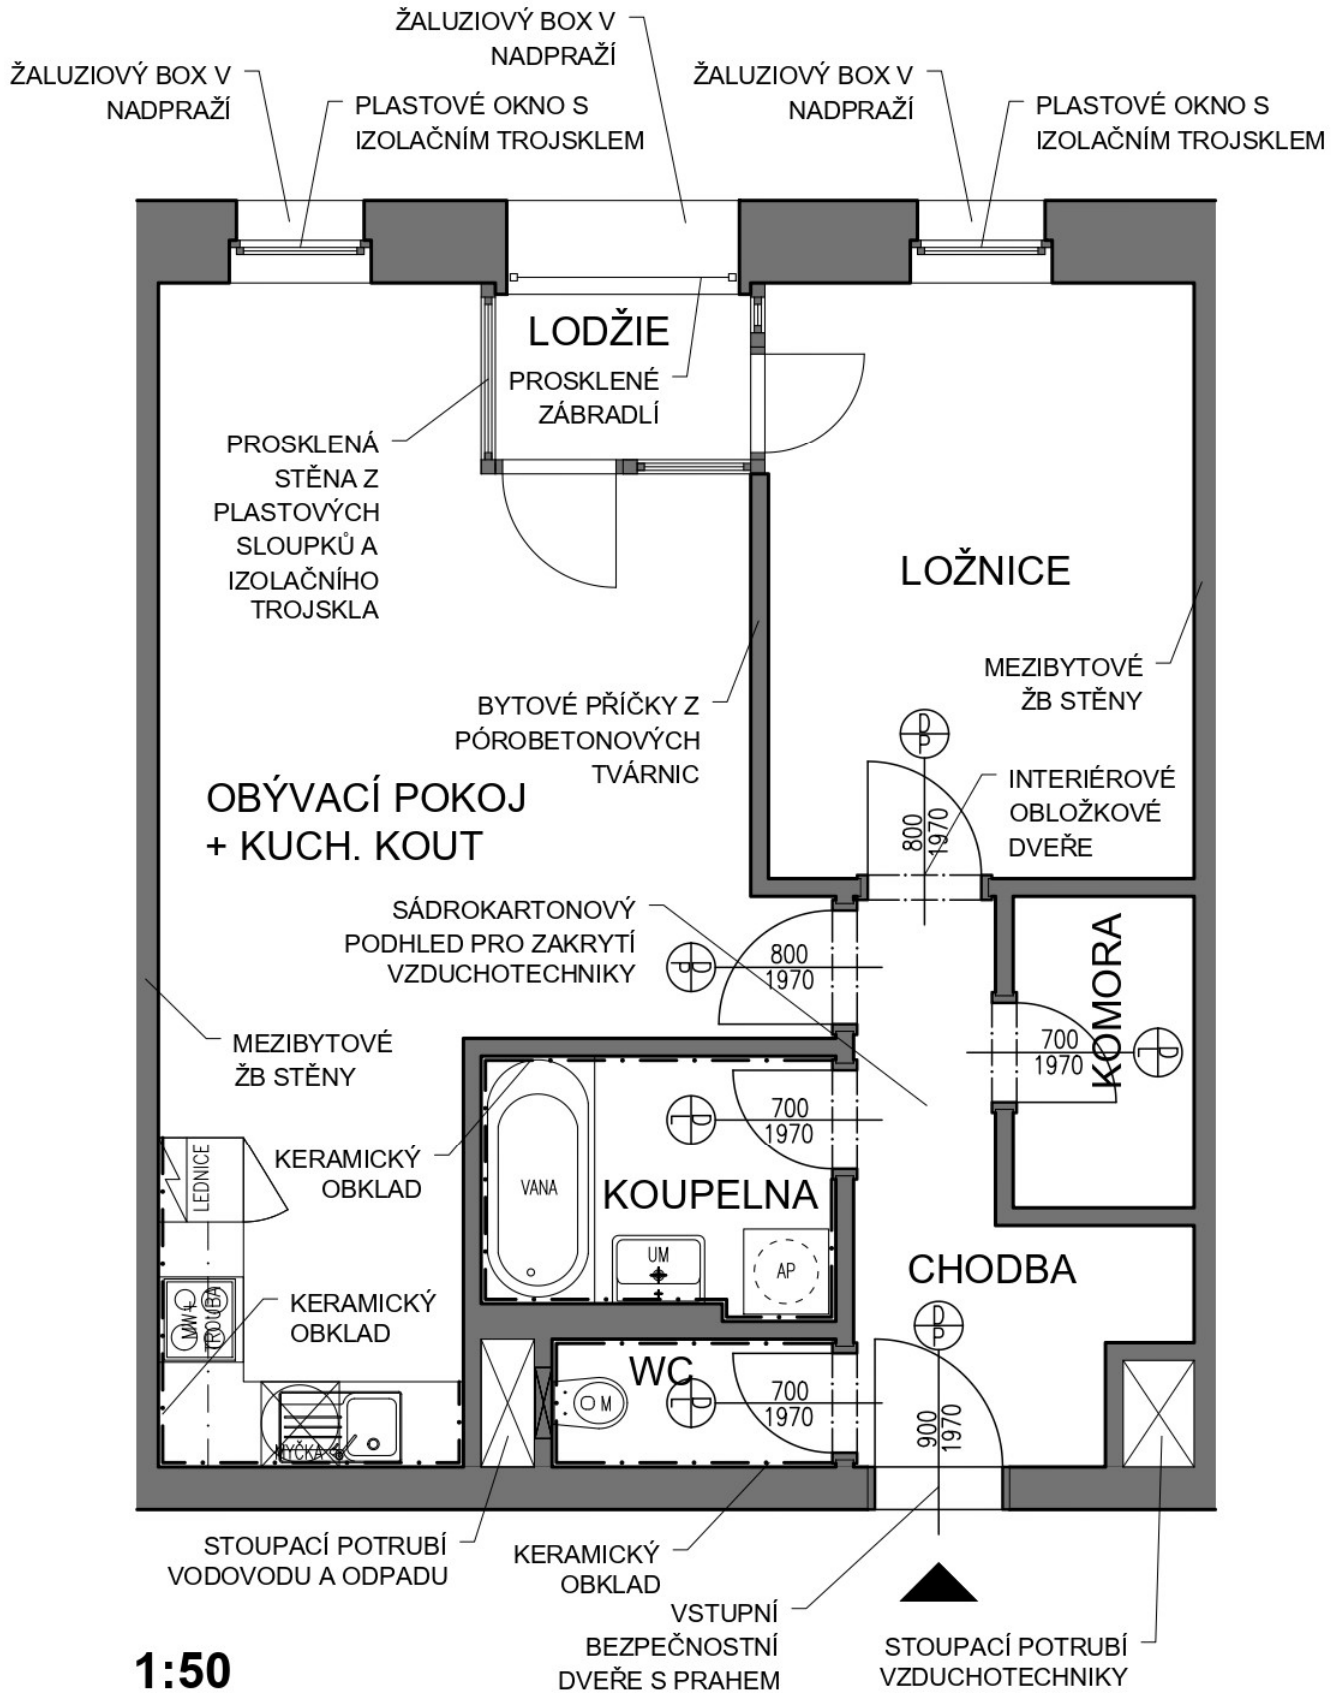 ŽALUZIOVÝ BOX V
NADPRAŽÍ
ŽALUZIOVÝ BOX V
NADPRAŽÍ
ŽALUZIOVÝ BOX V
NADPRAŽÍ
PLASTOVÉ OKNO S
IZOLAČNÍM TROJSKLEM
PLASTOVÉ OKNO S
IZOLAČNÍM TROJSKLEM
LODŽIE
PROSKLENÉ
ZÁBRADLÍ
PROSKLENÁ
STĚNA Z
PLASTOVÝCH
SLOUPKŮ A
IZOLAČNÍHO
TROJSKLA
LOŽNICE
MEZIBYTOVÉ
ŽB STĚNY
BYTOVÉ PŘÍČKY Z
PÓROBETONOVÝCH
TVÁRNIC
D
P
INTERIÉROVÉ
OBLOŽKOVÉ
DVEŘE
800
1970
OBÝVACÍ POKOJ
+ KUCH. KOUT
SÁDROKARTONOVÝ
PODHLED PRO ZAKRYTÍ
VZDUCHOTECHNIKY
D
P
800
1970
KOMORA
700
1970
D
L
MEZIBYTOVÉ
ŽB STĚNY
KERAMICKÝ
OBKLAD
D
L
700
1970
LEDNICE
VANA
KOUPELNA
UM
AP
CHODBA
KERAMICKÝ
OBKLAD
MW+
TROUBA
D
P
WC
M
D
L
700
1970
900
1970
MYČKA
STOUPACÍ POTRUBÍ
VODOVODU A ODPADU
KERAMICKÝ
OBKLAD
VSTUPNÍ
BEZPEČNOSTNÍ
DVEŘE S PRAHEM
STOUPACÍ POTRUBÍ
VZDUCHOTECHNIKY
1:50